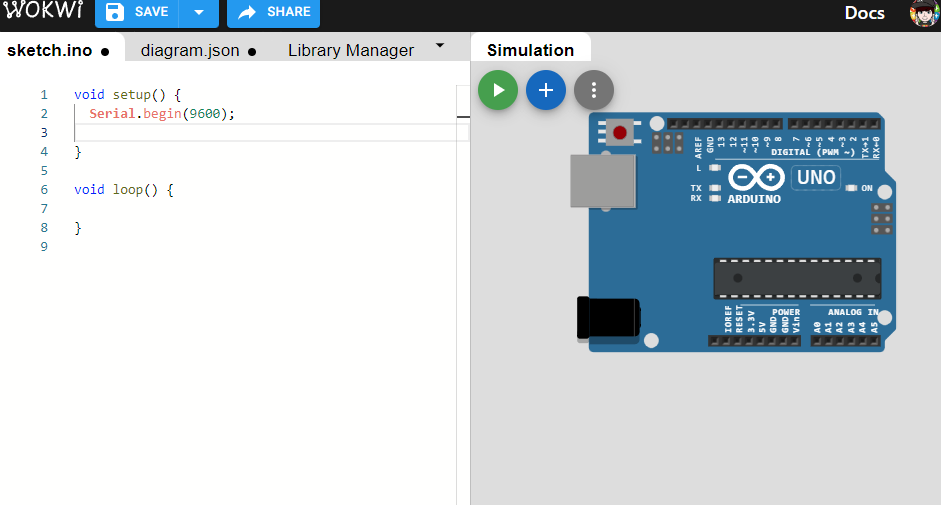 WOKWI SAVE SHARE Docs
sketch.ino ● diagram.json ● Library Manager Simulation
1 void setup() {
2 Serial.begin(9600);
3
4 }
5
6 void loop() {
7
8 }
9
AREF GND 13 12 ~11 ~10 ~9 8 7 ~6 ~5 4 ~3 2 TX→1 RX←0
DIGITAL (PWM ~)
L
TX
RX
ARDUINO
UNO
ON
IOREF RESET 3.3V 5V GND GND Vin
POWER
ANALOG IN
A0 A1 A2 A3 A4 A5